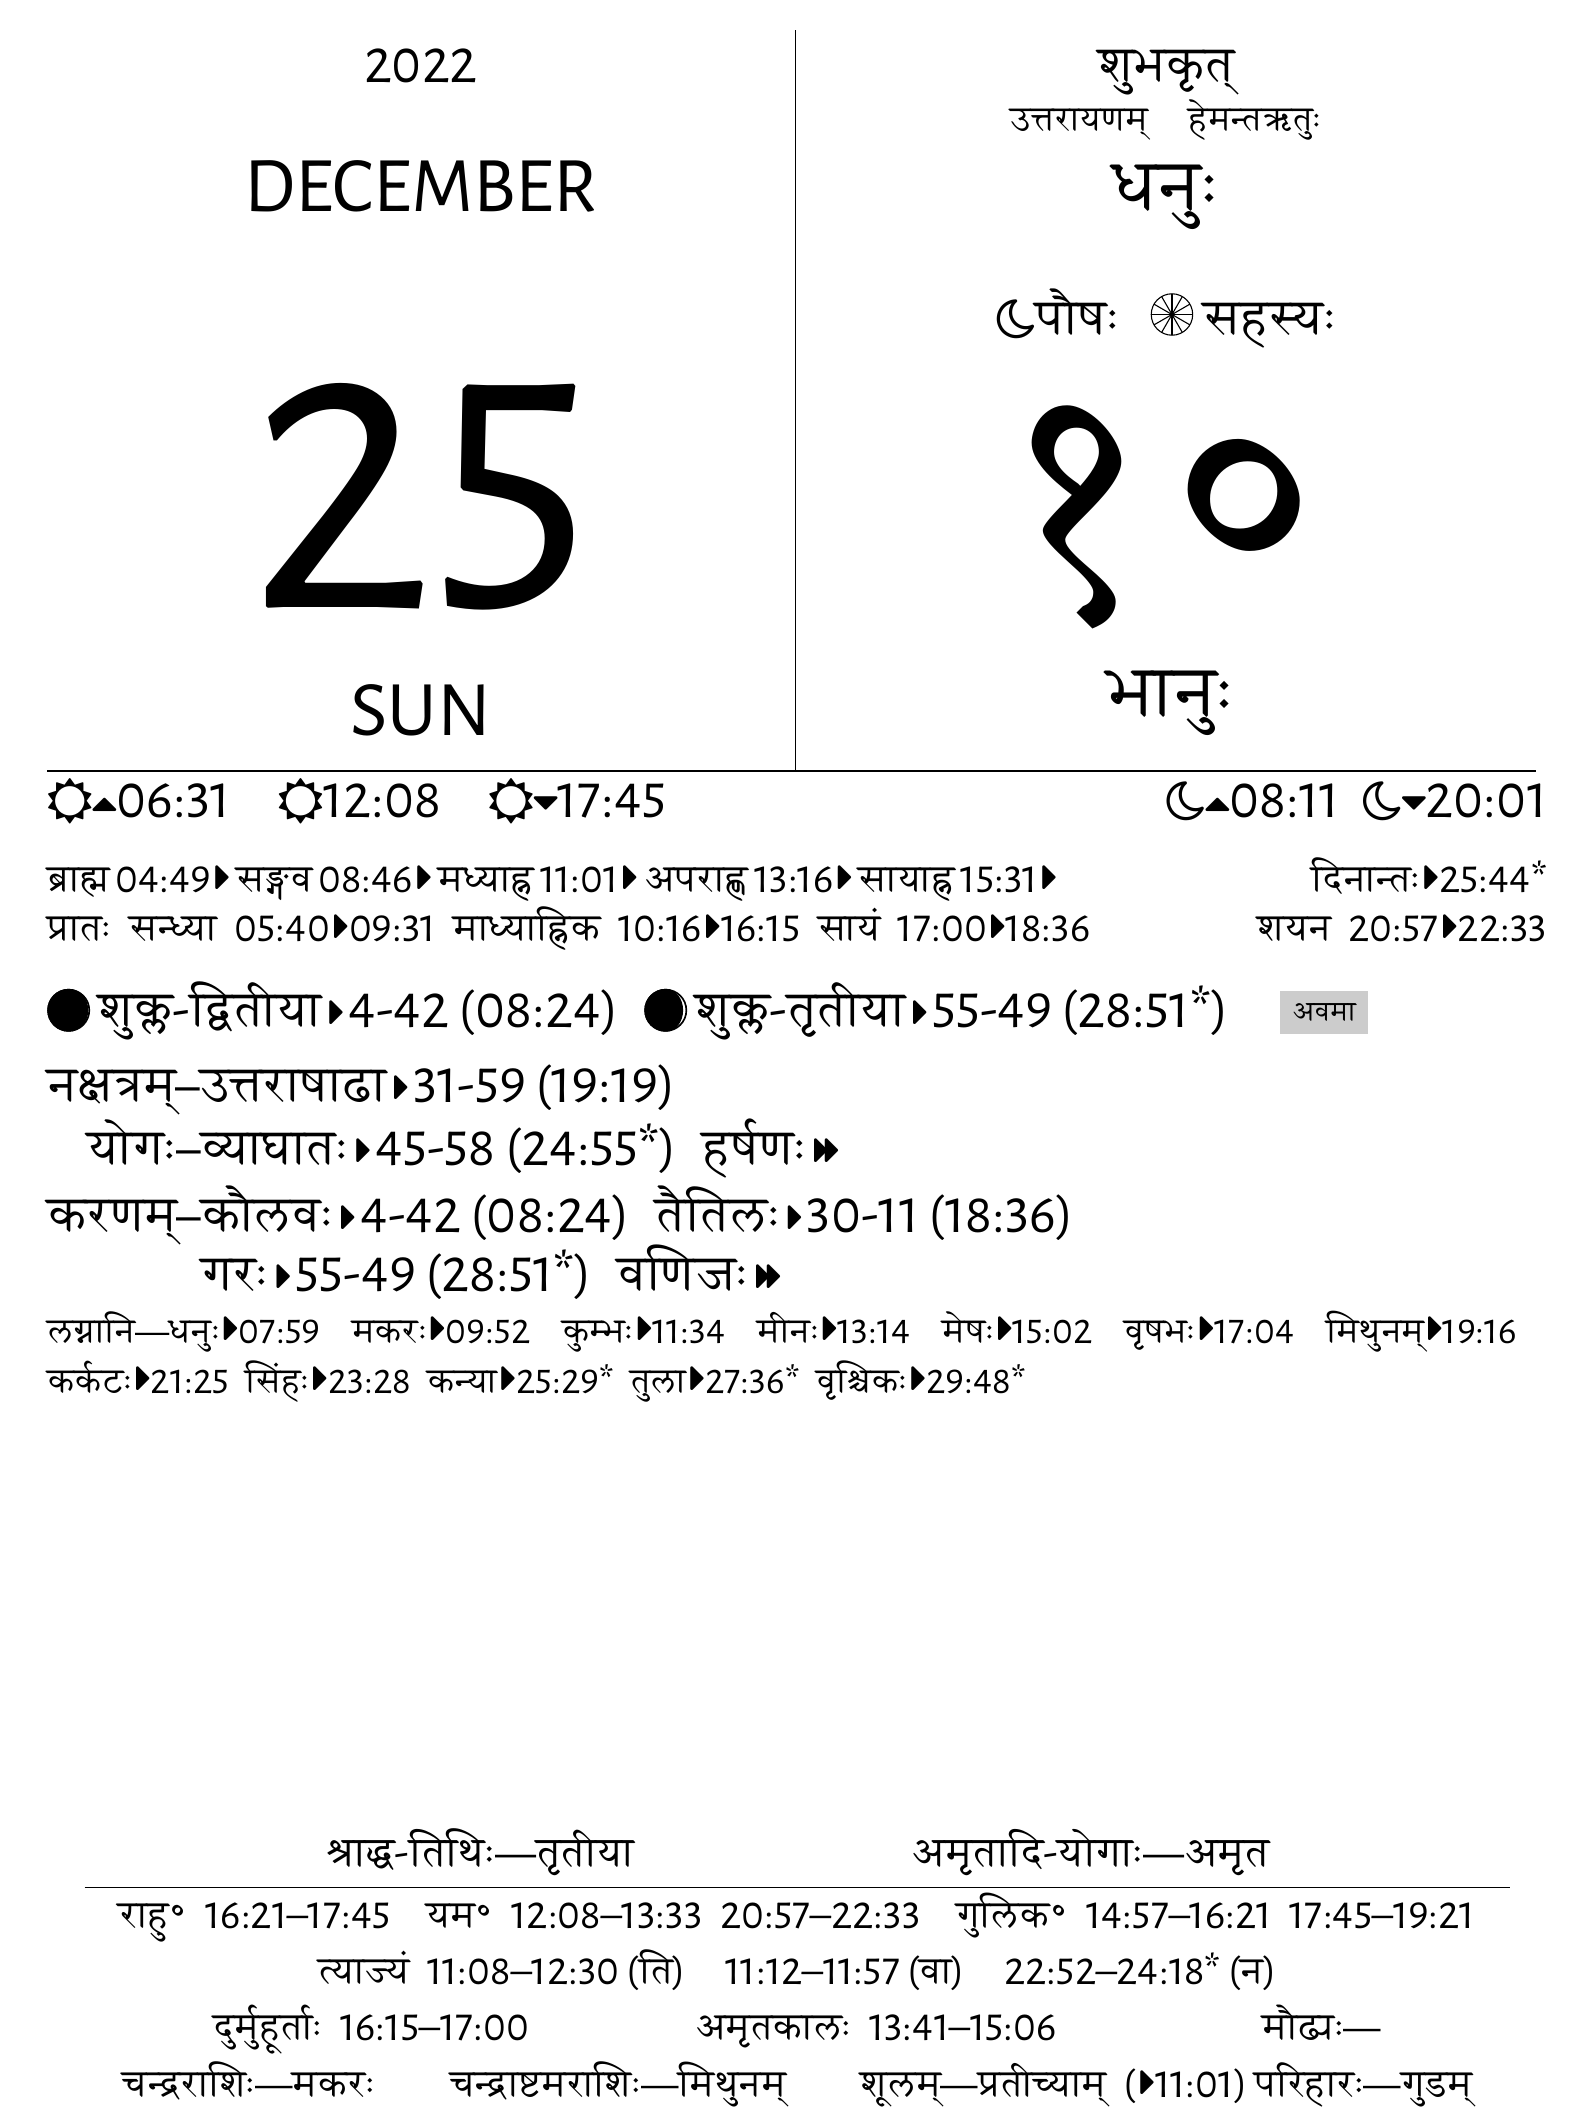 2022
DECEMBER
25
SUN
शुभकृत्
उत्तरायणम् हेमन्तऋतुः
धनुः
पौषः सहस्यः
१०
भानुः
06:31 12:08 17:45 08:11 20:01
ब्राह्म 04:49 सङ्गव 08:46 मध्याह्न 11:01 अपराह्ण 13:16 सायाह्न 15:31 दिनान्तः 25:44*
प्रातः सन्ध्या 05:40 09:31 माध्याह्निक 10:16 16:15 सायं 17:00 18:36 शयन 20:57 22:33
शुक्ल-द्वितीया 4-42 (08:24) शुक्ल-तृतीया 55-49 (28:51*) अवमा
नक्षत्रम्–उत्तराषाढा 31-59 (19:19)
योगः–व्याघातः 45-58 (24:55*) हर्षणः
करणम्–कौलवः 4-42 (08:24) तैतिलः 30-11 (18:36)
गरः 55-49 (28:51*) वणिजः
लग्नानि—धनुः 07:59 मकरः 09:52 कुम्भः 11:34 मीनः 13:14 मेषः 15:02 वृषभः 17:04 मिथुनम् 19:16
कर्कटः 21:25 सिंहः 23:28 कन्या 25:29* तुला 27:36* वृश्चिकः 29:48*
श्राद्ध-तिथिः—तृतीया अमृतादि-योगाः—अमृत
राहु° 16:21–17:45 यम° 12:08–13:33 20:57–22:33 गुलिक° 14:57–16:21 17:45–19:21
त्याज्यं 11:08–12:30 (ति) 11:12–11:57 (वा) 22:52–24:18* (न)
दुर्मुहूर्ताः 16:15–17:00 अमृतकालः 13:41–15:06 मौढ्यः—
चन्द्रराशिः—मकरः चन्द्राष्टमराशिः—मिथुनम् शूलम्—प्रतीच्याम् (11:01) परिहारः—गुडम्